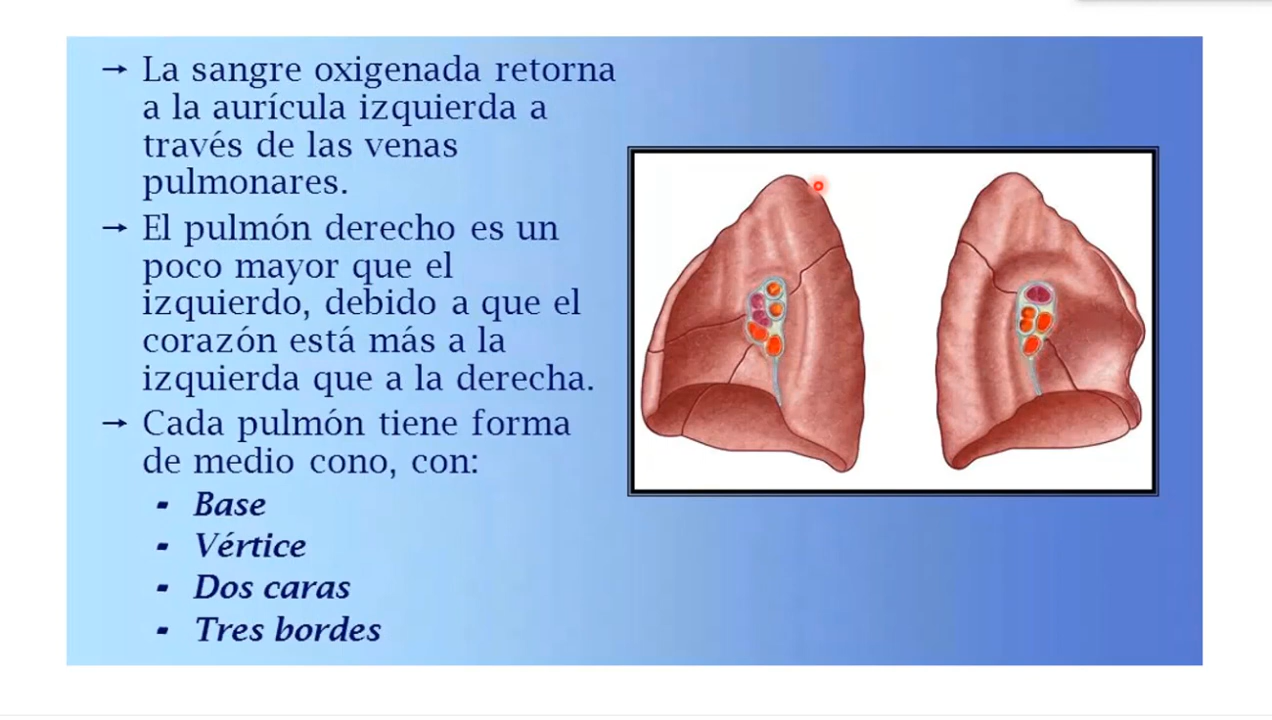 → La sangre oxigenada retorna
a la aurícula izquierda a
través de las venas
pulmonares.
→ El pulmón derecho es un
poco mayor que el
izquierdo, debido a que el
corazón está más a la
izquierda que a la derecha.
→ Cada pulmón tiene forma
de medio cono, con:
- Base
- Vértice
- Dos caras
- Tres bordes